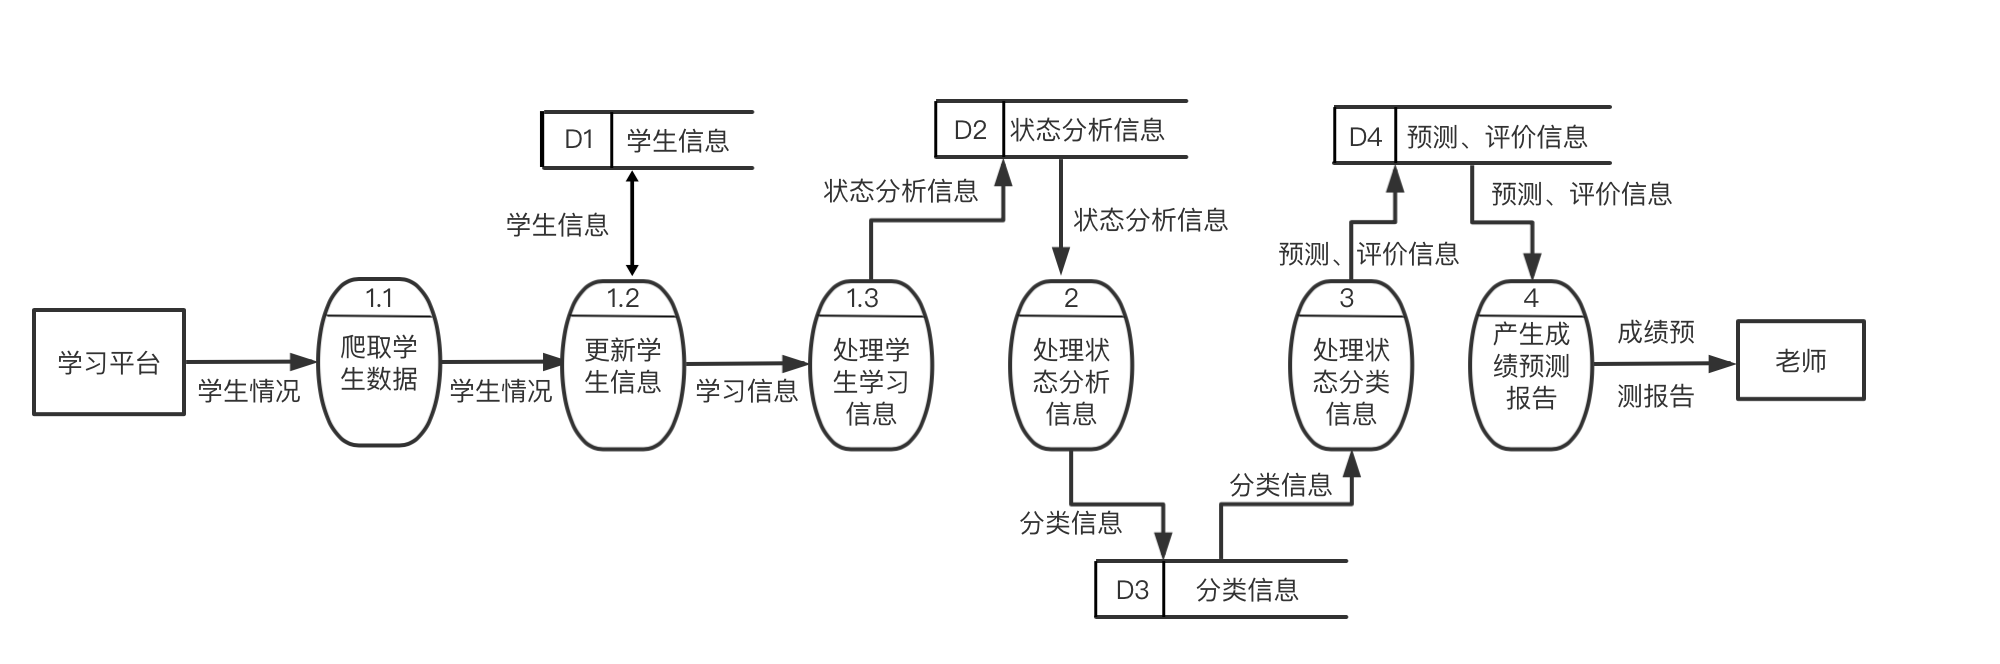 D1
学生信息
D2
状态分析信息
D4
预测、评价信息
学生信息
状态分析信息
状态分析信息
预测、评价信息
预测、评价信息
学习平台
学生情况
1.1
爬取学
生数据
学生情况
1.2
更新学
生信息
学习信息
1.3
处理学
生学习
信息
2
处理状
态分析
信息
3
处理状
态分类
信息
4
产生成
绩预测
报告
成绩预
测报告
老师
分类信息
分类信息
D3
分类信息